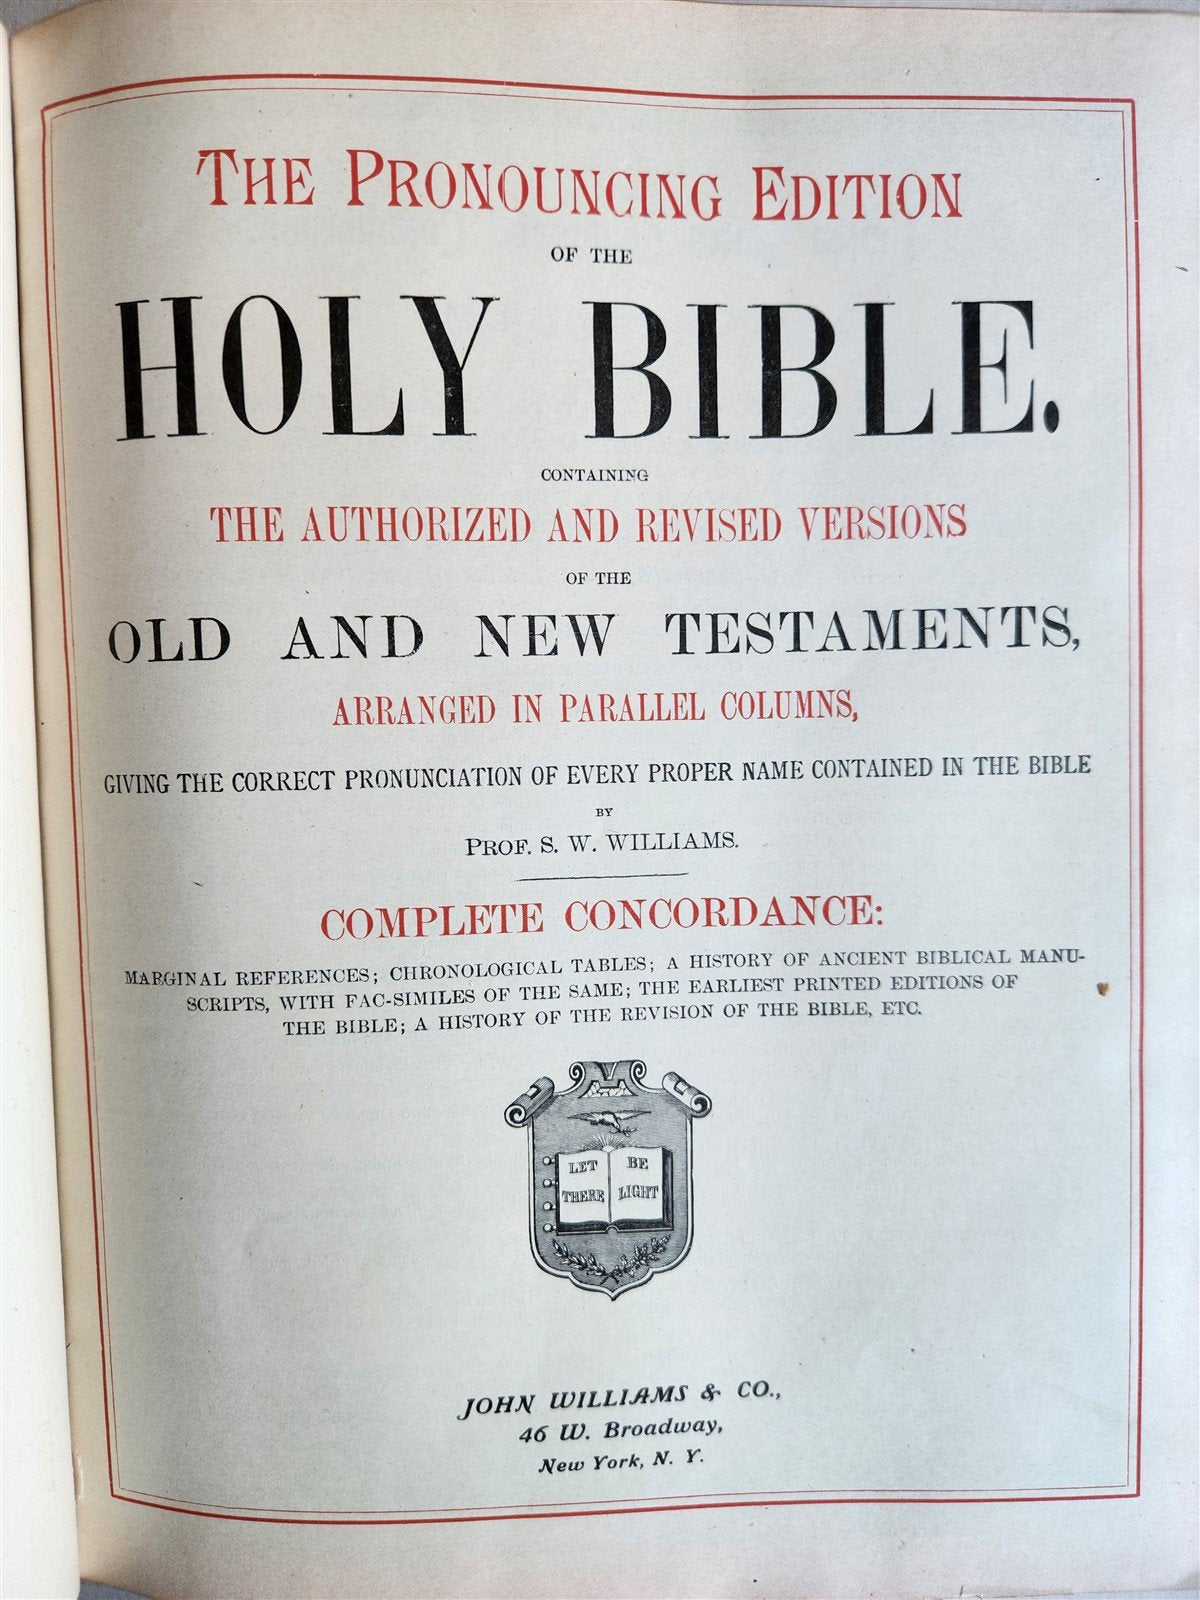 THE PRONOUNCING EDITION
OF THE
HOLY BIBLE.
CONTAINING
THE AUTHORIZED AND REVISED VERSIONS
OF THE
OLD AND NEW TESTAMENTS,
ARRANGED IN PARALLEL COLUMNS,
GIVING THE CORRECT PRONUNCIATION OF EVERY PROPER NAME CONTAINED IN THE BIBLE
BY
PROF. S. W. WILLIAMS.
COMPLETE CONCORDANCE:
MARGINAL REFERENCES; CHRONOLOGICAL TABLES; A HISTORY OF ANCIENT BIBLICAL MANU-
SCRIPTS, WITH FAC-SIMILES OF THE SAME; THE EARLIEST PRINTED EDITIONS OF
THE BIBLE; A HISTORY OF THE REVISION OF THE BIBLE, ETC.
LET THERE
BE LIGHT
JOHN WILLIAMS & CO.,
46 W. Broadway,
New York, N. Y.